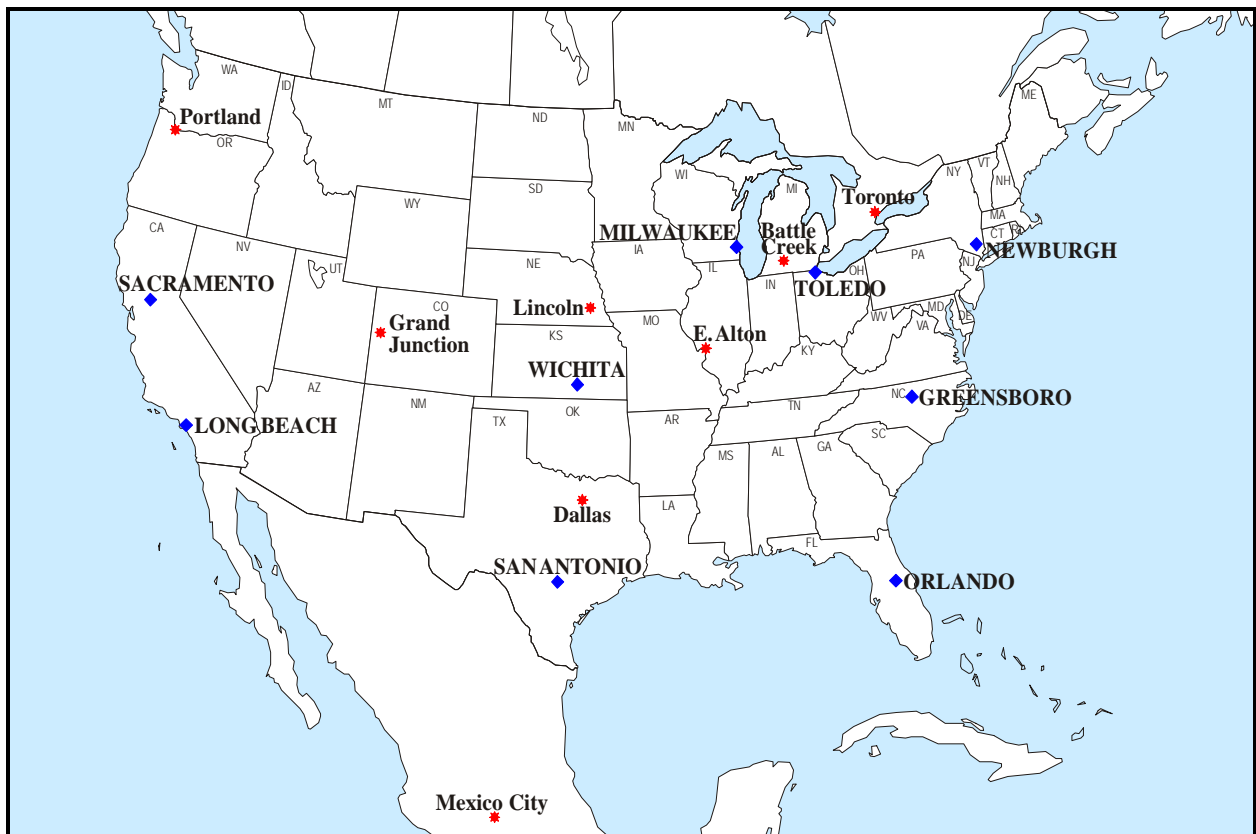 WA
ID
MT
ND
MN
ME
Portland
OR
VT
NY
WI
MI
NH
SD
WY
Toronto
MA
CA
MILWAUKEE
Battle
Creek
CT
RI
NV
IA
NEWBURGH
PA
NJ
UT
NE
IL
OH
IN
TOLEDO
SACRAMENTO
CO
Lincoln
MD
DE
WV
VA
MO
Grand
Junction
KS
E. Alton
KY
WICHITA
AZ
NM
NC
GREENSBORO
TN
TX
OK
AR
LONG BEACH
SC
GA
AL
MS
LA
Dallas
FL
SAN ANTONIO
ORLANDO
Mexico City